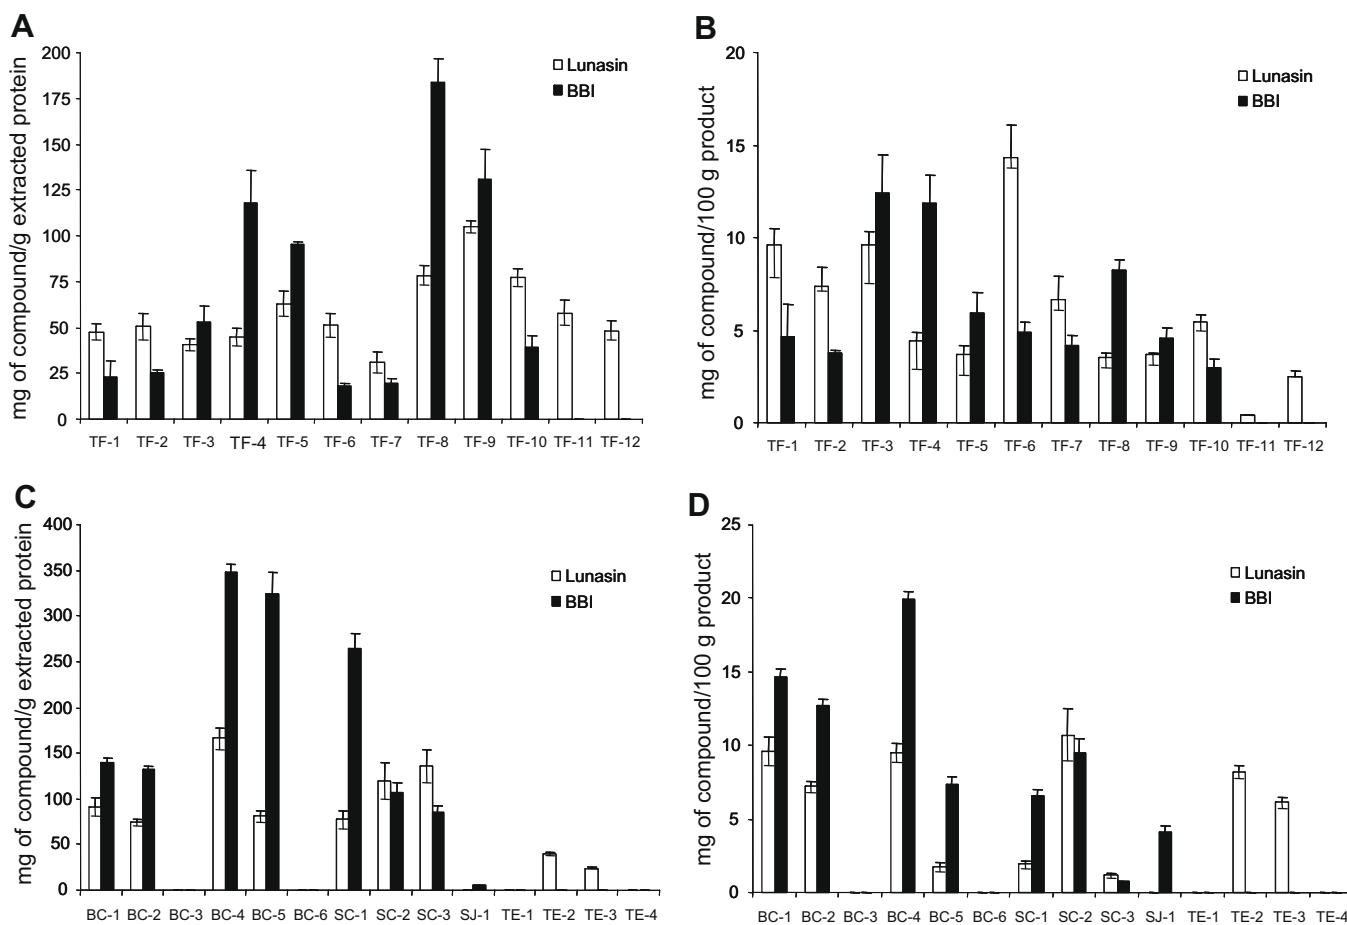 A
mg of compound/g extracted protein
200
175
150
125
100
75
50
25
0
Lunasin
BBI
TF-1 TF-2 TF-3 TF-4 TF-5 TF-6 TF-7 TF-8 TF-9 TF-10 TF-11 TF-12
B
mg of compound/100 g product
20
15
10
5
0
Lunasin
BBI
TF-1 TF-2 TF-3 TF-4 TF-5 TF-6 TF-7 TF-8 TF-9 TF-10 TF-11 TF-12
C
mg of compound/g extracted protein
400
350
300
250
200
150
100
50
0
Lunasin
BBI
BC-1 BC-2 BC-3 BC-4 BC-5 BC-6 SC-1 SC-2 SC-3 SJ-1 TE-1 TE-2 TE-3 TE-4
D
mg of compound/100 g product
25
20
15
10
5
0
Lunasin
BBI
BC-1 BC-2 BC-3 BC-4 BC-5 BC-6 SC-1 SC-2 SC-3 SJ-1 TE-1 TE-2 TE-3 TE-4